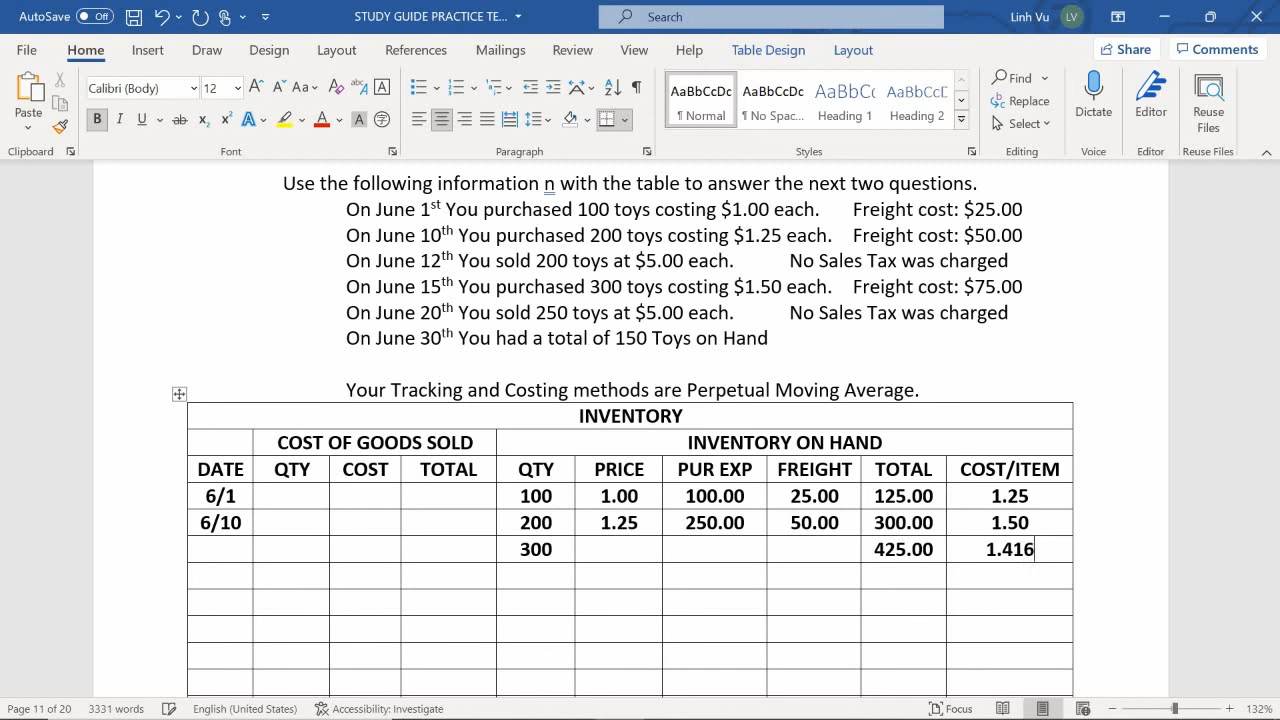 AutoSave Off STUDY GUIDE PRACTICE TE... Search Linh Vu LV
File Home Insert Draw Design Layout References Mailings Review View Help Table Design Layout Share Comments
Paste Calibri (Body) 12 Aa A AaBbCcDc AaBbCcDc AaBbCc AaBbCcE Find Replace Select Dictate Editor Reuse Files
B I U ab x₂ x² A A A ¶ Normal ¶ No Spac... Heading 1 Heading 2
Clipboard Font Paragraph Styles Editing Voice Editor Reuse Files
Use the following information n with the table to answer the next two questions.
On June 1st You purchased 100 toys costing $1.00 each. Freight cost: $25.00
On June 10th You purchased 200 toys costing $1.25 each. Freight cost: $50.00
On June 12th You sold 200 toys at $5.00 each. No Sales Tax was charged
On June 15th You purchased 300 toys costing $1.50 each. Freight cost: $75.00
On June 20th You sold 250 toys at $5.00 each. No Sales Tax was charged
On June 30th You had a total of 150 Toys on Hand
Your Tracking and Costing methods are Perpetual Moving Average.
INVENTORY
COST OF GOODS SOLD INVENTORY ON HAND
DATE QTY COST TOTAL QTY PRICE PUR EXP FREIGHT TOTAL COST/ITEM
6/1 100 1.00 100.00 25.00 125.00 1.25
6/10 200 1.25 250.00 50.00 300.00 1.50
300 425.00 1.416
Page 11 of 20 3331 words English (United States) Accessibility: Investigate Focus 132%